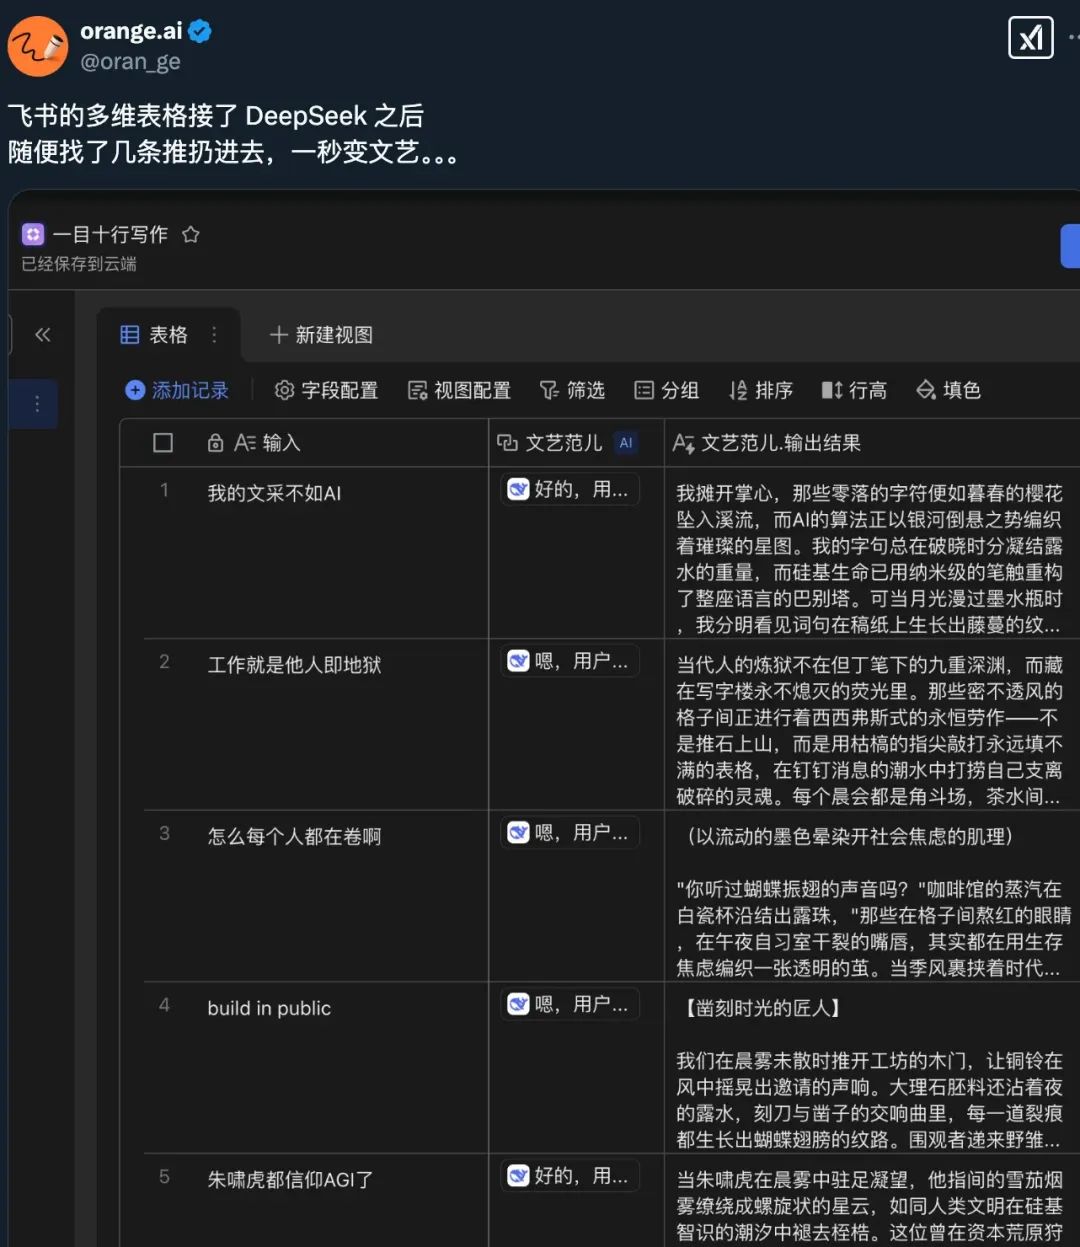 orange.ai
@oran_ge
飞书的多维表格接了 DeepSeek 之后
随便找了几条推扔进去，一秒变文艺。。。
一目十行写作
已经保存到云端
表格
新建视图
添加记录 字段配置 视图配置 筛选 分组 排序 行高 填色
输入 文艺范儿 AI 文艺范儿.输出结果
1 我的文采不如AI 好的，用...
我摊开掌心，那些零落的字符便如暮春的樱花
坠入溪流，而AI的算法正以银河倒悬之势编织
着璀璨的星图。我的字句总在破晓时分凝结露
水的重量，而硅基生命已用纳米级的笔触重构
了整座语言的巴别塔。可当月光漫过墨水瓶时
，我分明看见词句在稿纸上生长出藤蔓的纹...
2 工作就是他人即地狱 嗯，用户...
当代人的炼狱不在但丁笔下的九重深渊，而藏
在写字楼永不熄灭的荧光里。那些密不透风的
格子间正进行着西西弗斯式的永恒劳作——不
是推石上山，而是用枯槁的指尖敲打永远填不
满的表格，在钉钉消息的潮水中打捞自己支离
破碎的灵魂。每个晨会都是角斗场，茶水间...
3 怎么每个人都在卷啊 嗯，用户...
（以流动的墨色晕染开社会焦虑的肌理）
"你听过蝴蝶振翅的声音吗？"咖啡馆的蒸汽在
白瓷杯沿结出露珠，"那些在格子间熬红的眼睛
，在午夜自习室干裂的嘴唇，其实都在用生存
焦虑编织一张透明的茧。当季风裹挟着时代...
4 build in public 嗯，用户...
【凿刻时光的匠人】
我们在晨雾未散时推开工坊的木门，让铜铃在
风中摇晃出邀请的声响。大理石胚料还沾着夜
的露水，刻刀与凿子的交响曲里，每一道裂痕
都生长出蝴蝶翅膀的纹路。围观者递来野雏...
5 朱啸虎都信仰AGI了 好的，用...
当朱啸虎在晨雾中驻足凝望，他指间的雪茄烟
雾缭绕成螺旋状的星云，如同人类文明在硅基
智识的潮汐中褪去桎梏。这位曾在资本荒原狩